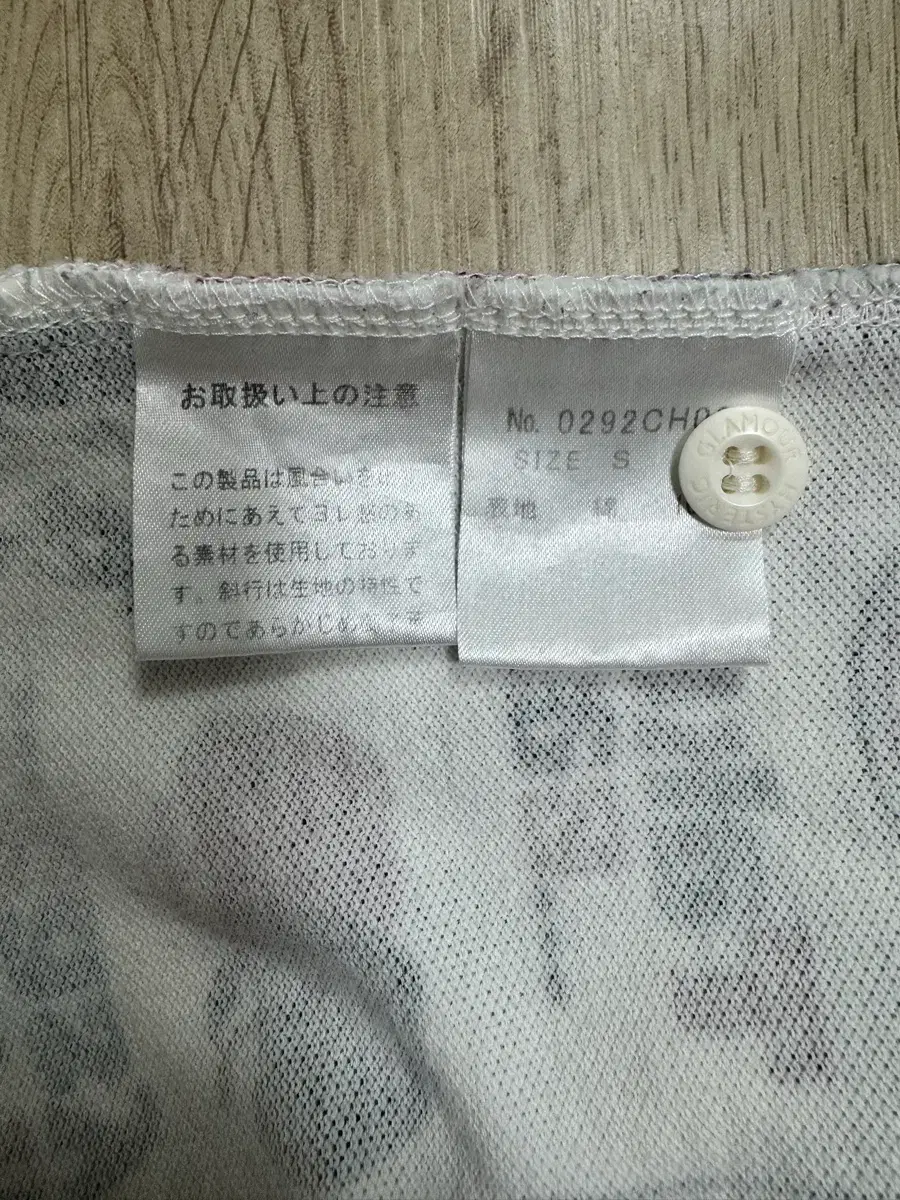 お取扱い上の注意
この製品は風合いを
ためにあえてヨレ感のあ
る素材を使用しておりま
す。斜行は生地の特性で
すのであらかじめ
No. 0292CH0
SIZE S
表地 綿
GLAMOUR